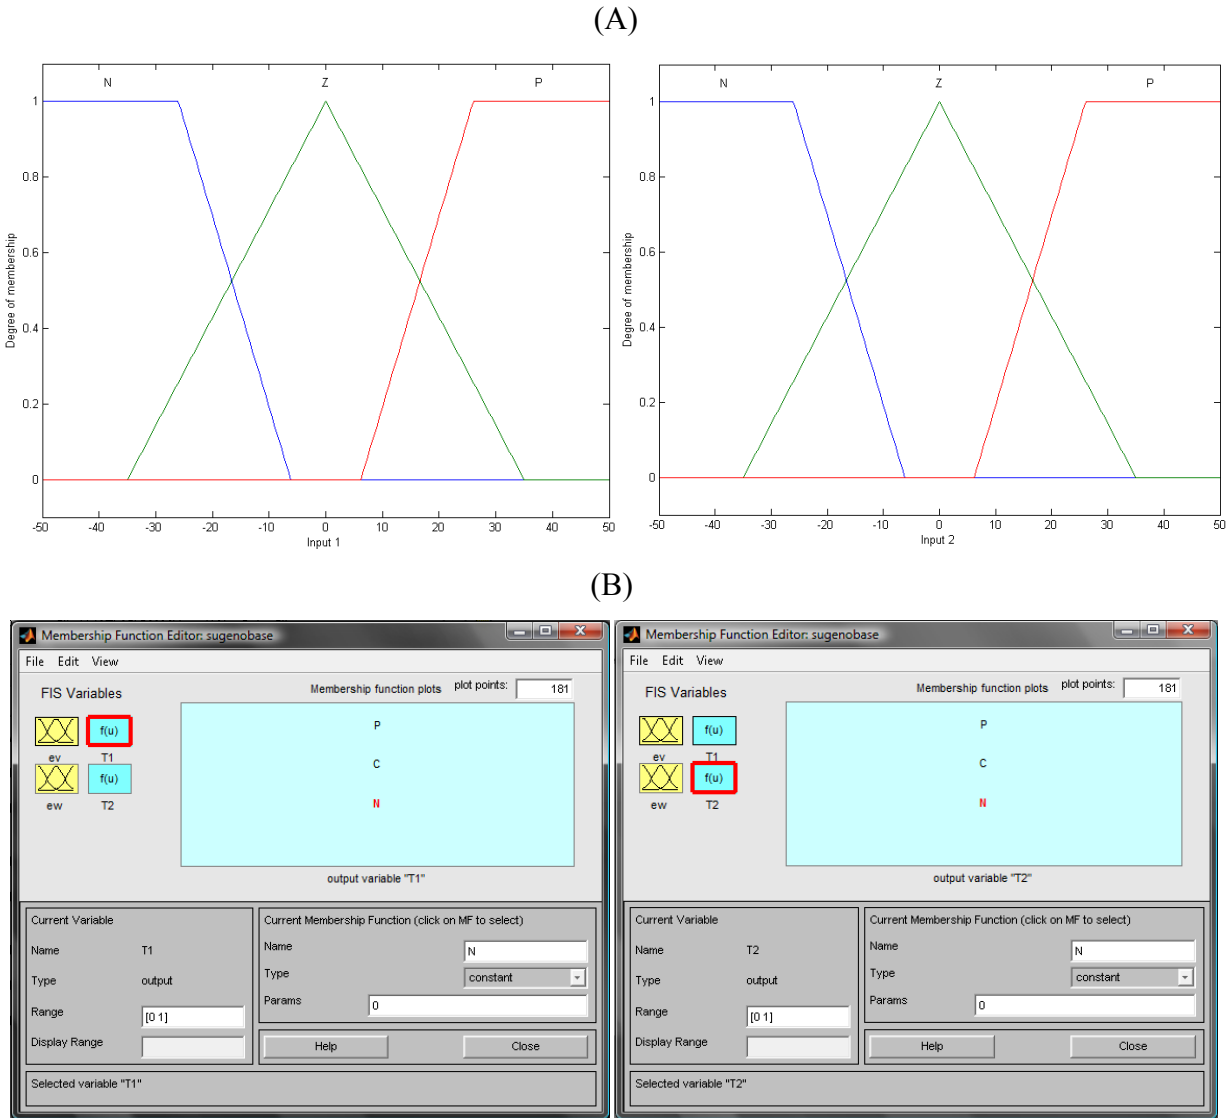 (A)
N Z P
1
0.8
0.6
0.4
0.2
0
Degree of membership
-50 -40 -30 -20 -10 0 10 20 30 40 50
Input 1
N Z P
1
0.8
0.6
0.4
0.2
0
Degree of membership
-50 -40 -30 -20 -10 0 10 20 30 40 50
Input 2
(B)
Membership Function Editor: sugenobase
File Edit View
FIS Variables
Membership function plots plot points: 181
f(u)
ev T1
f(u)
ew T2
P
C
N
output variable "T1"
Current Variable
Name T1
Type output
Range [0 1]
Display Range
Current Membership Function (click on MF to select)
Name N
Type constant
Params 0
Help Close
Selected variable "T1"
Membership Function Editor: sugenobase
File Edit View
FIS Variables
Membership function plots plot points: 181
f(u)
ev T1
f(u)
ew T2
P
C
N
output variable "T2"
Current Variable
Name T2
Type output
Range [0 1]
Display Range
Current Membership Function (click on MF to select)
Name N
Type constant
Params 0
Help Close
Selected variable "T2"